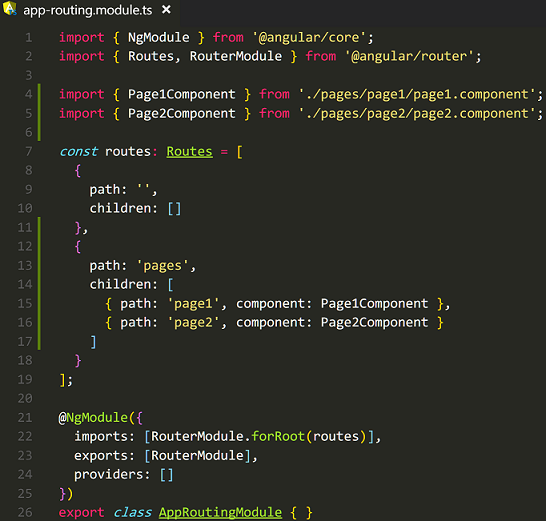 app-routing.module.ts ×
1 import { NgModule } from '@angular/core';
2 import { Routes, RouterModule } from '@angular/router';
3
4 import { Page1Component } from './pages/page1/page1.component';
5 import { Page2Component } from './pages/page2/page2.component';
6
7 const routes: Routes = [
8   {
9     path: '',
10     children: []
11   },
12   {
13     path: 'pages',
14     children: [
15       { path: 'page1', component: Page1Component },
16       { path: 'page2', component: Page2Component }
17     ]
18   }
19 ];
20
21 @NgModule({
22   imports: [RouterModule.forRoot(routes)],
23   exports: [RouterModule],
24   providers: []
25 })
26 export class AppRoutingModule { }